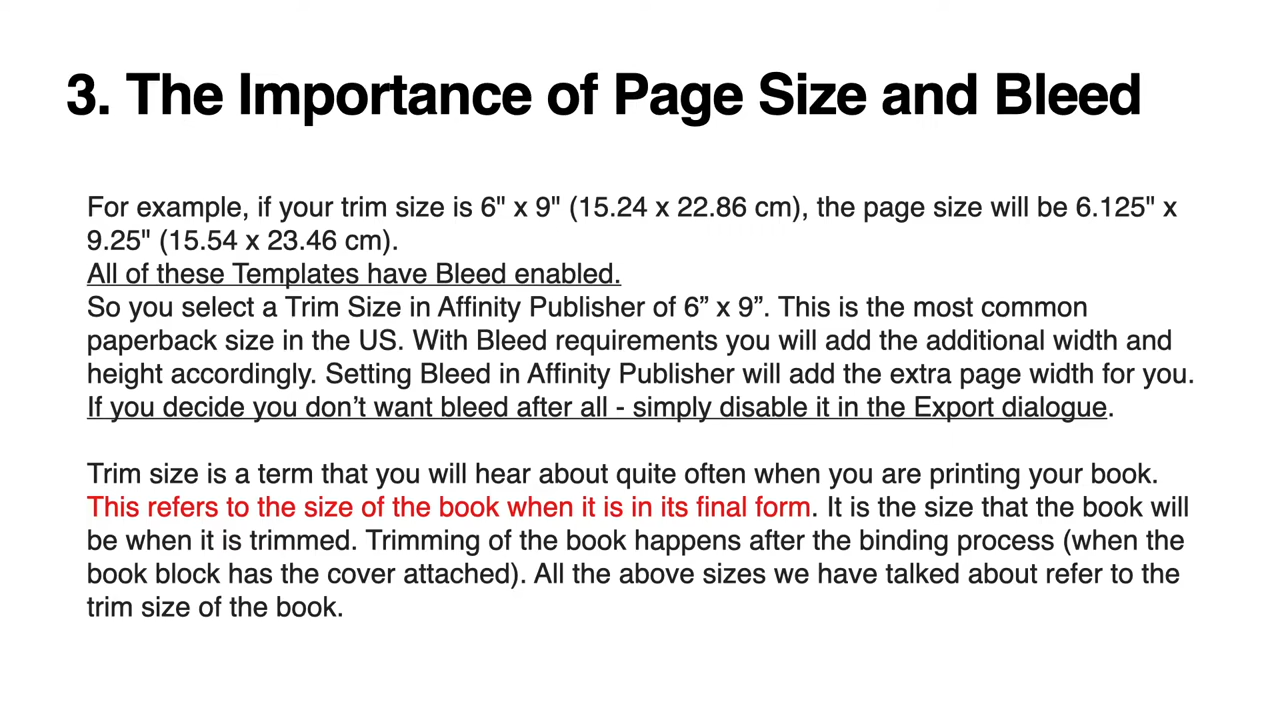 3. The Importance of Page Size and Bleed
For example, if your trim size is 6" x 9" (15.24 x 22.86 cm), the page size will be 6.125" x
9.25" (15.54 x 23.46 cm).
All of these Templates have Bleed enabled.
So you select a Trim Size in Affinity Publisher of 6” x 9”. This is the most common
paperback size in the US. With Bleed requirements you will add the additional width and
height accordingly. Setting Bleed in Affinity Publisher will add the extra page width for you.
If you decide you don’t want bleed after all - simply disable it in the Export dialogue.
Trim size is a term that you will hear about quite often when you are printing your book.
This refers to the size of the book when it is in its final form. It is the size that the book will
be when it is trimmed. Trimming of the book happens after the binding process (when the
book block has the cover attached). All the above sizes we have talked about refer to the
trim size of the book.